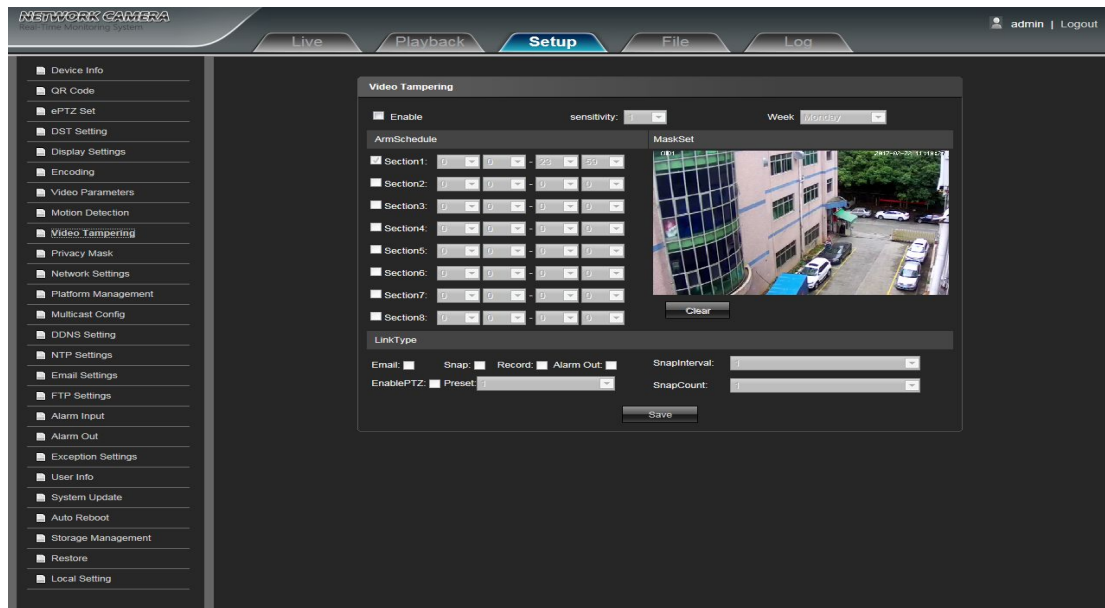 NETWORK CAMERA
Real-Time Monitoring System
admin | Logout
Live Playback Setup File Log
Device Info
QR Code
ePTZ Set
DST Setting
Display Settings
Encoding
Video Parameters
Motion Detection
Video Tampering
Privacy Mask
Network Settings
Platform Management
Multicast Config
DDNS Setting
NTP Settings
Email Settings
FTP Settings
Alarm Input
Alarm Out
Exception Settings
User Info
System Update
Auto Reboot
Storage Management
Restore
Local Setting
Video Tampering
Enable sensitivity: 1 Week Monday
ArmSchedule MaskSet
Section1: 0 0 - 23 59
Section2: 0 0 - 0 0
Section3: 0 0 - 0 0
Section4: 0 0 - 0 0
Section5: 0 0 - 0 0
Section6: 0 0 - 0 0
Section7: 0 0 - 0 0
Section8: 0 0 - 0 0
Clear
LinkType
Email: Snap: Record: Alarm Out: SnapInterval: 1
EnablePTZ: Preset: 1 SnapCount: 1
Save